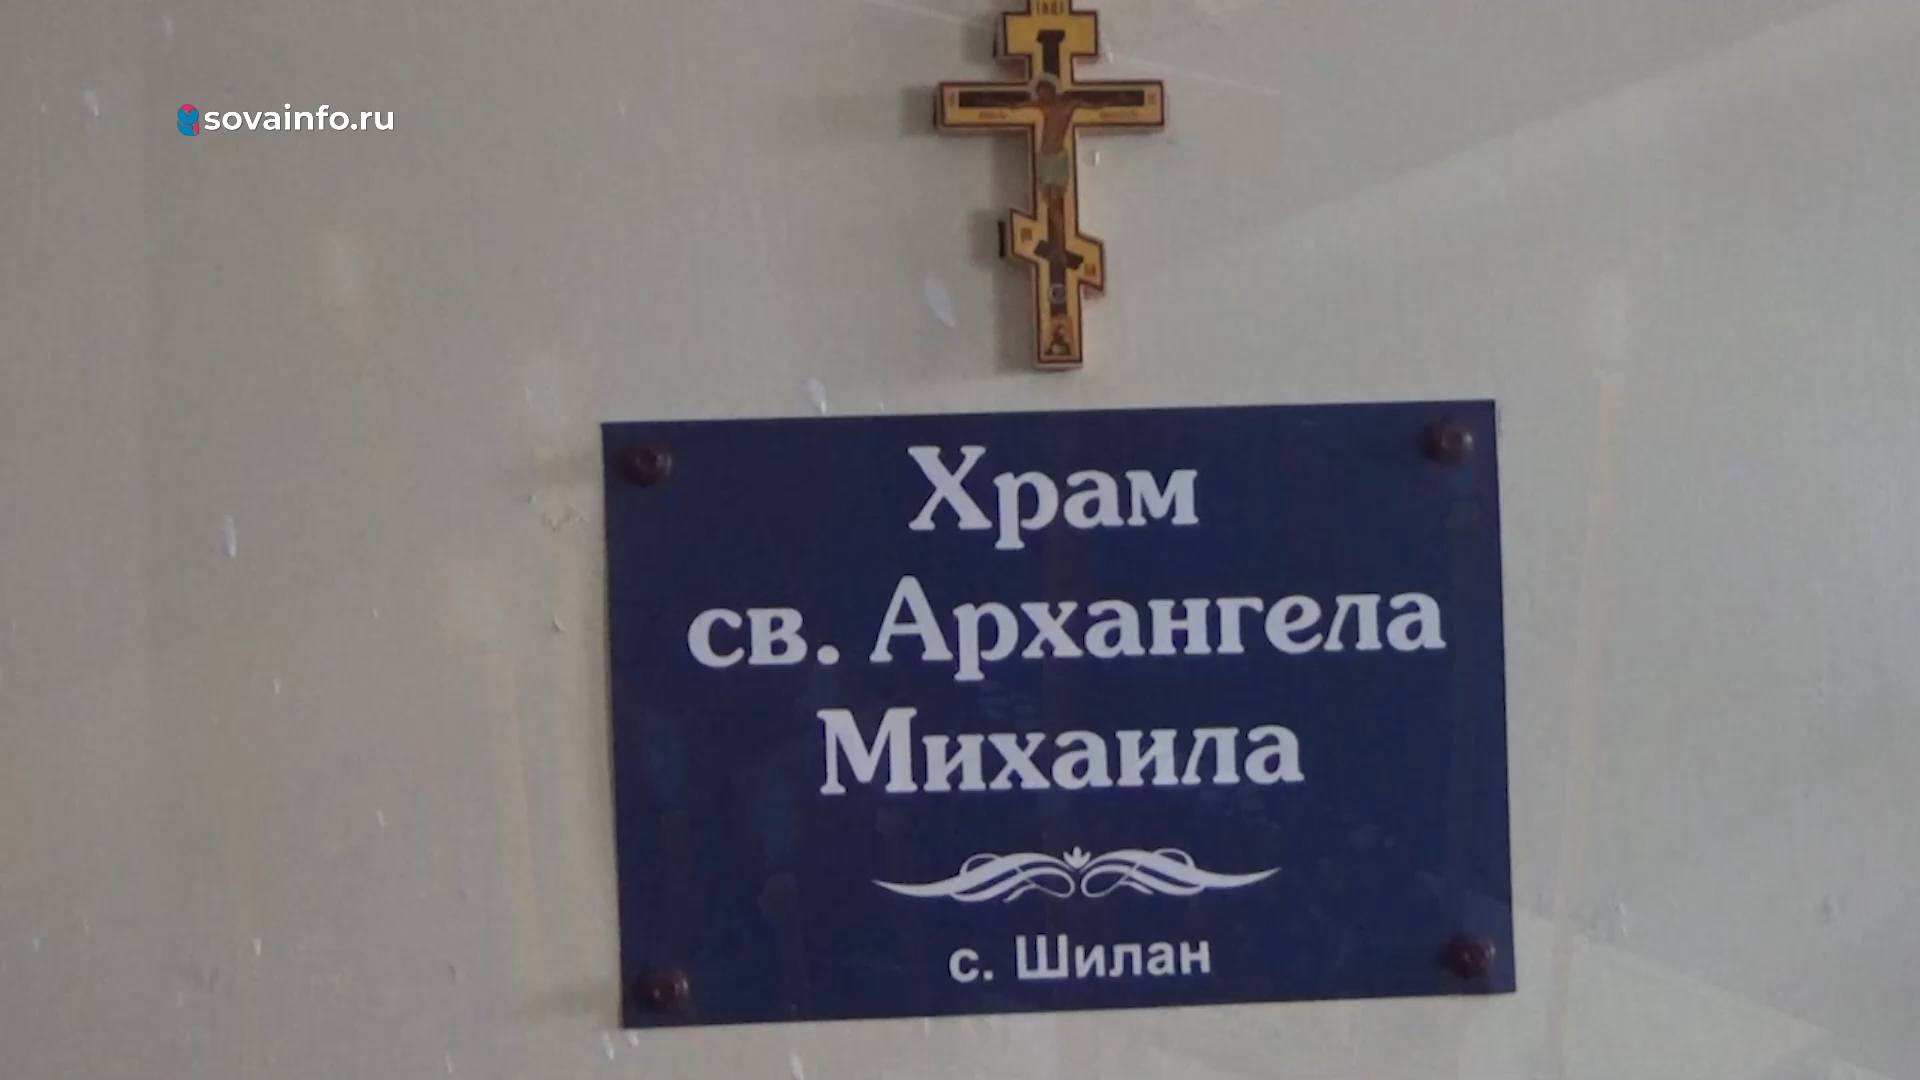 sovainfo.ru
Храм
св. Архангела
Михаила
с. Шилан